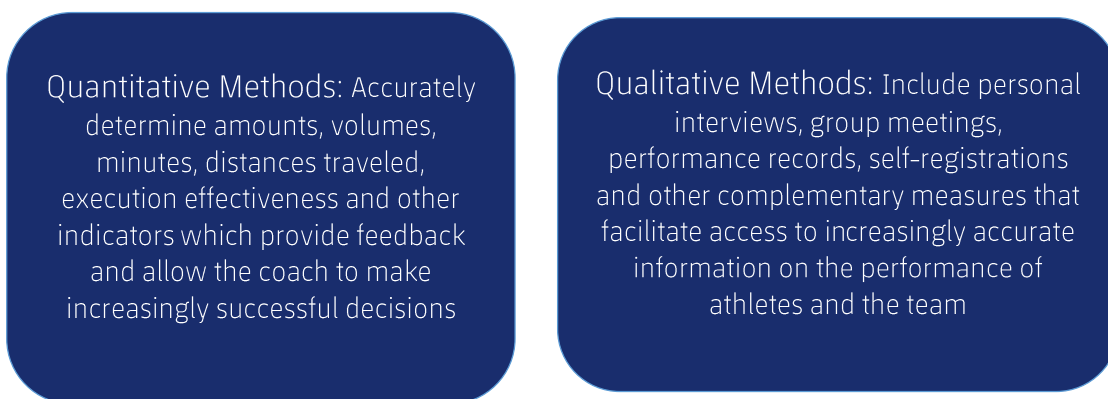 Quantitative Methods: Accurately
determine amounts, volumes,
minutes, distances traveled,
execution effectiveness and other
indicators which provide feedback
and allow the coach to make
increasingly successful decisions
Qualitative Methods: Include personal
interviews, group meetings,
performance records, self-registrations
and other complementary measures that
facilitate access to increasingly accurate
information on the performance of
athletes and the team